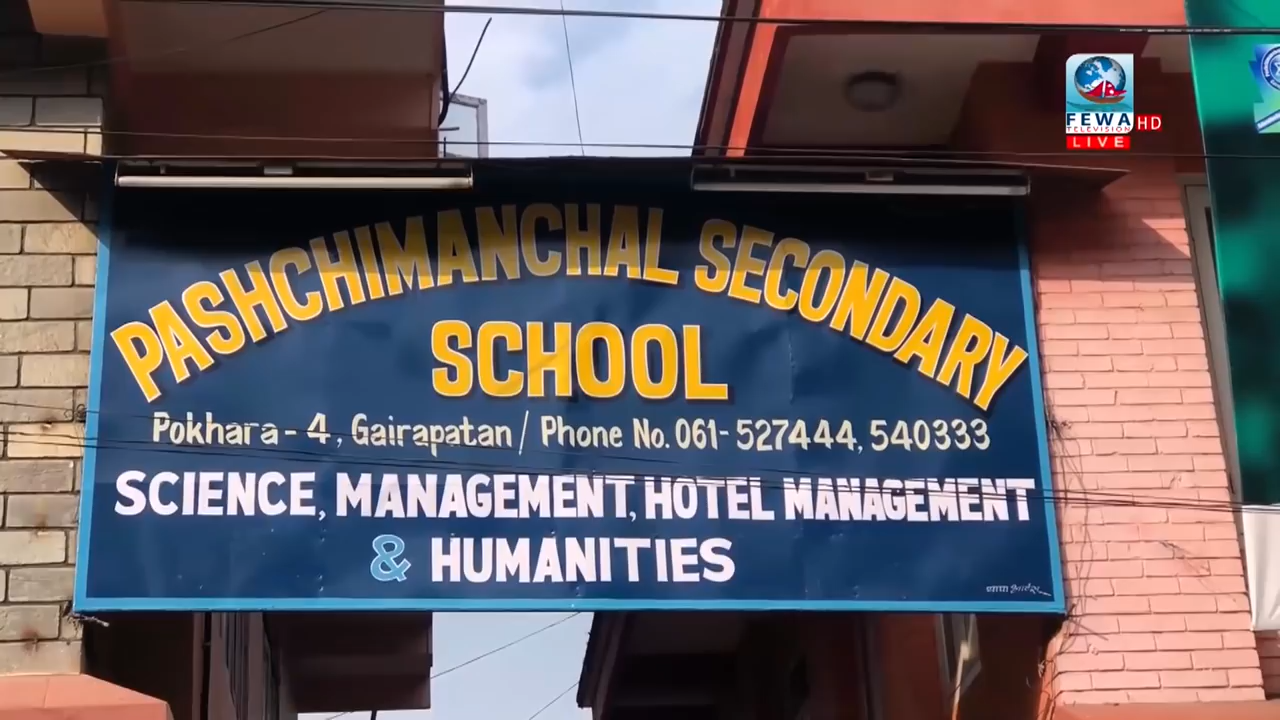 PASHCHIMANCHAL SECONDARY
SCHOOL
Pokhara - 4, Gairapatan / Phone No. 061- 527444, 540333
SCIENCE, MANAGEMENT, HOTEL MANAGEMENT
& HUMANITIES
FEWA HD
TELEVISION
LIVE